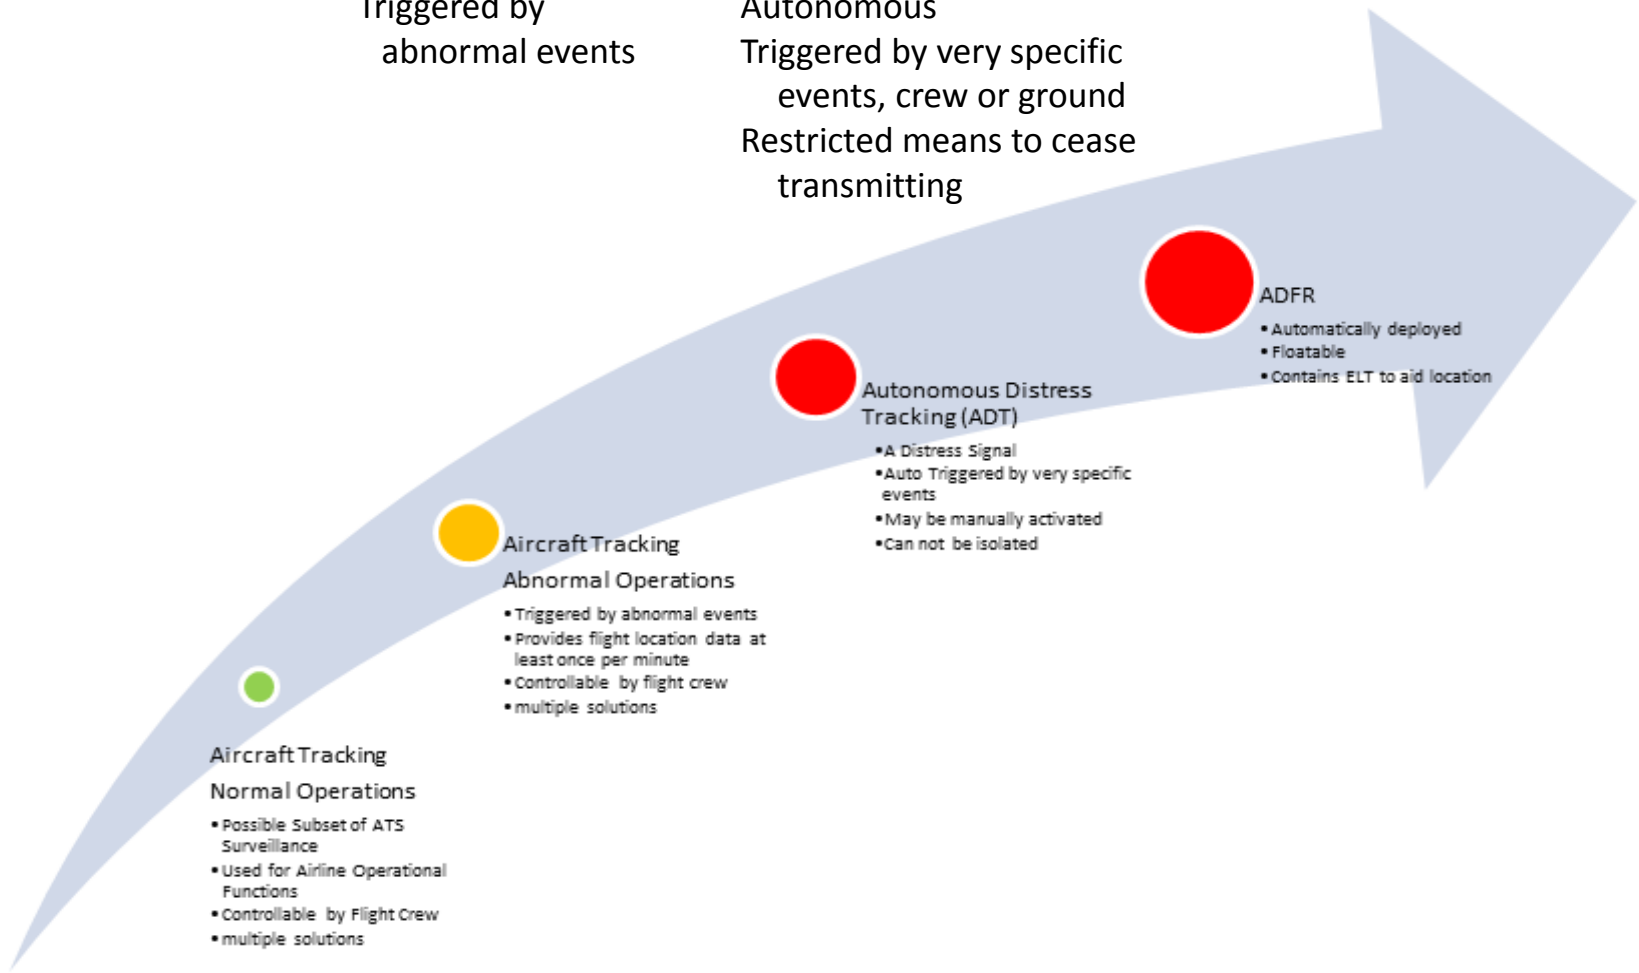 Triggered by
abnormal events
Autonomous
Triggered by very specific
events, crew or ground
Restricted means to cease
transmitting
ADFR
•Automatically deployed
•Floatable
•Contains ELT to aid location
Autonomous Distress
Tracking (ADT)
•A Distress Signal
•Auto Triggered by very specific
events
•May be manually activated
•Can not be isolated
Aircraft Tracking
Abnormal Operations
•Triggered by abnormal events
•Provides flight location data at
least once per minute
•Controllable by flight crew
•multiple solutions
Aircraft Tracking
Normal Operations
•Possible Subset of ATS
Surveillance
•Used for Airline Operational
Functions
•Controllable by Flight Crew
•multiple solutions